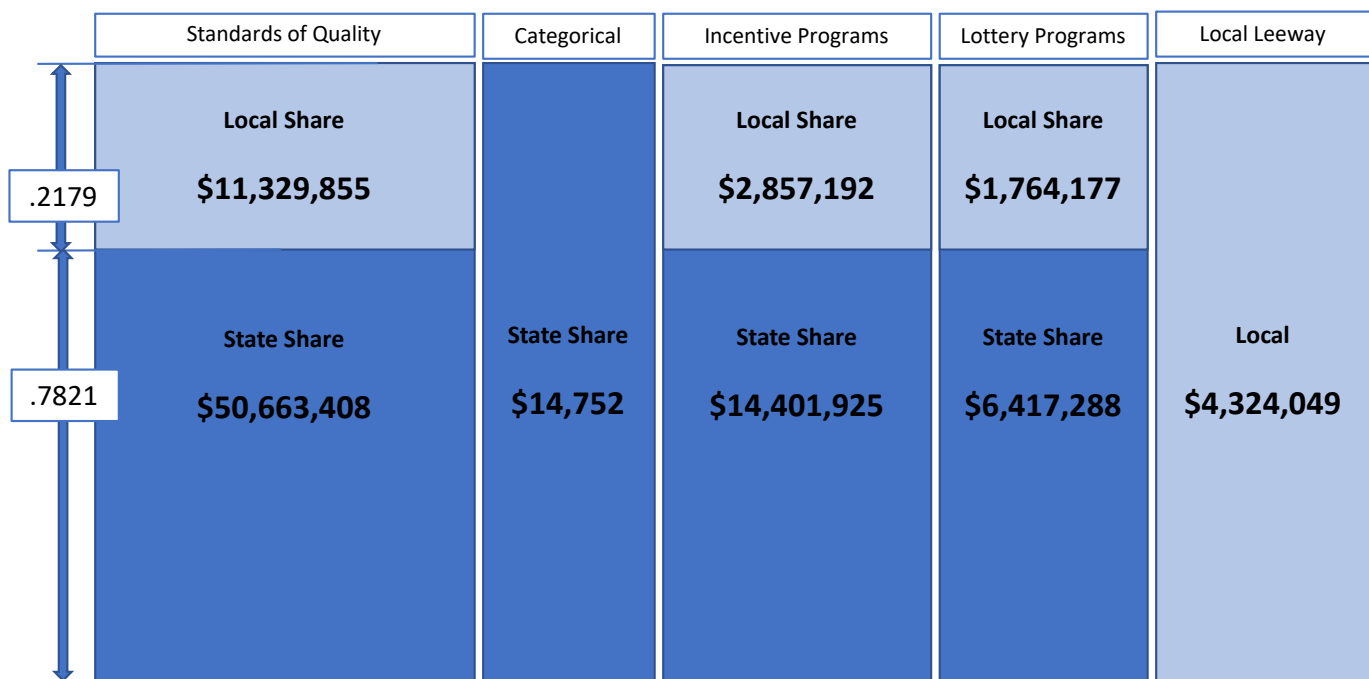 Standards of Quality
Categorical
Incentive Programs
Lottery Programs
Local Leeway
.2179
Local Share
$11,329,855
Local Share
$2,857,192
Local Share
$1,764,177
.7821
State Share
$50,663,408
State Share
$14,752
State Share
$14,401,925
State Share
$6,417,288
Local
$4,324,049